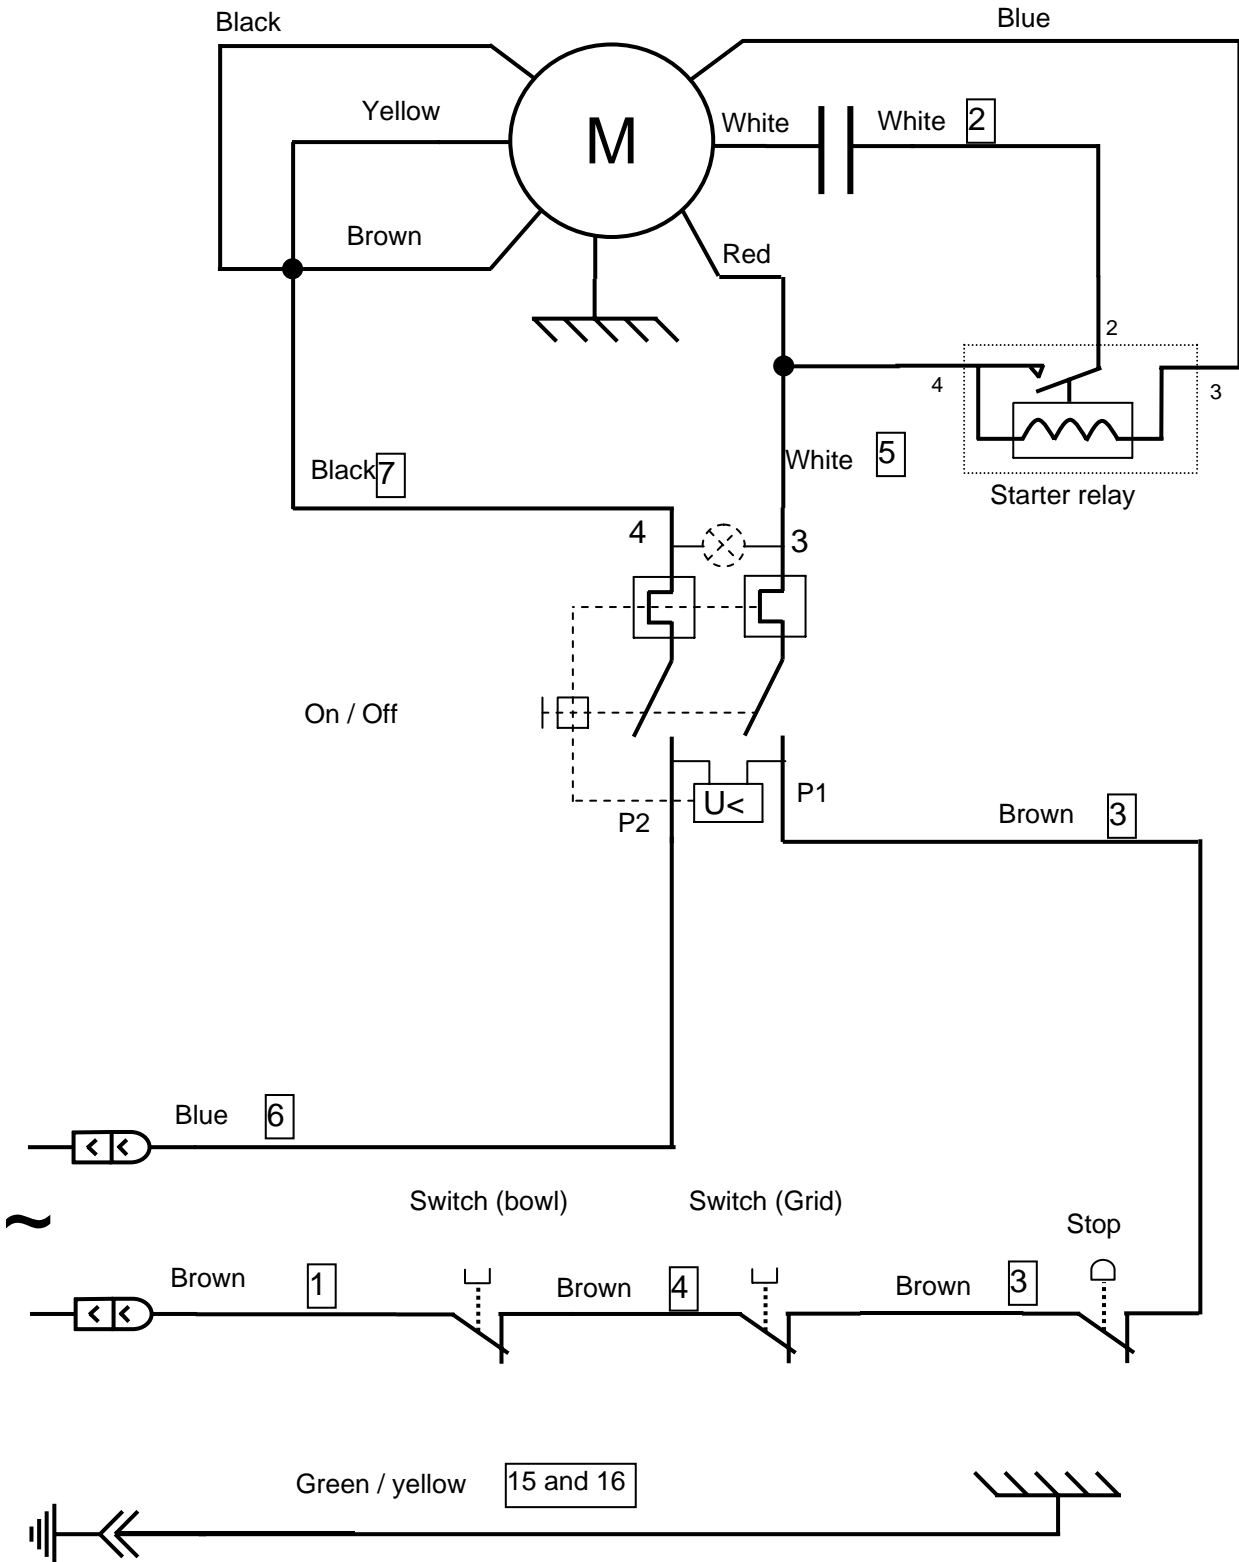 Black
Blue
Yellow
M
White
White 2
Brown
Red
2
4
3
Black 7
White 5
Starter relay
4
3
On / Off
U<
P1
P2
Brown 3
Blue 6
Switch (bowl)
Switch (Grid)
Stop
~
Brown 1
Brown 4
Brown 3
Green / yellow 15 and 16